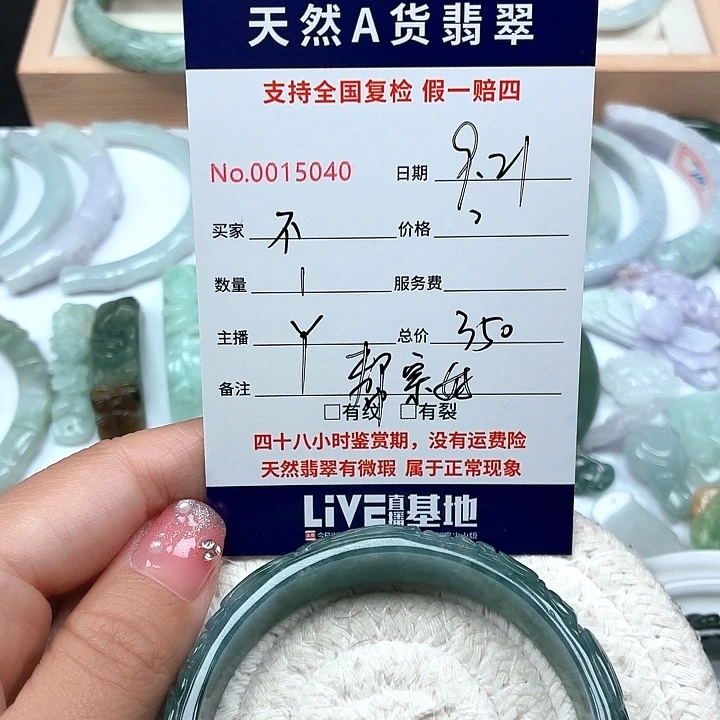 天然A货翡翠
支持全国复检 假一赔四
No.0015040 日期 9.21
买家 不 价格
数量 1 服务费
主播 Y 总价 350
备注
□有纹 □有裂
四十八小时鉴赏期，没有运费险
天然翡翠有微瑕 属于正常现象
LiVE直播基地